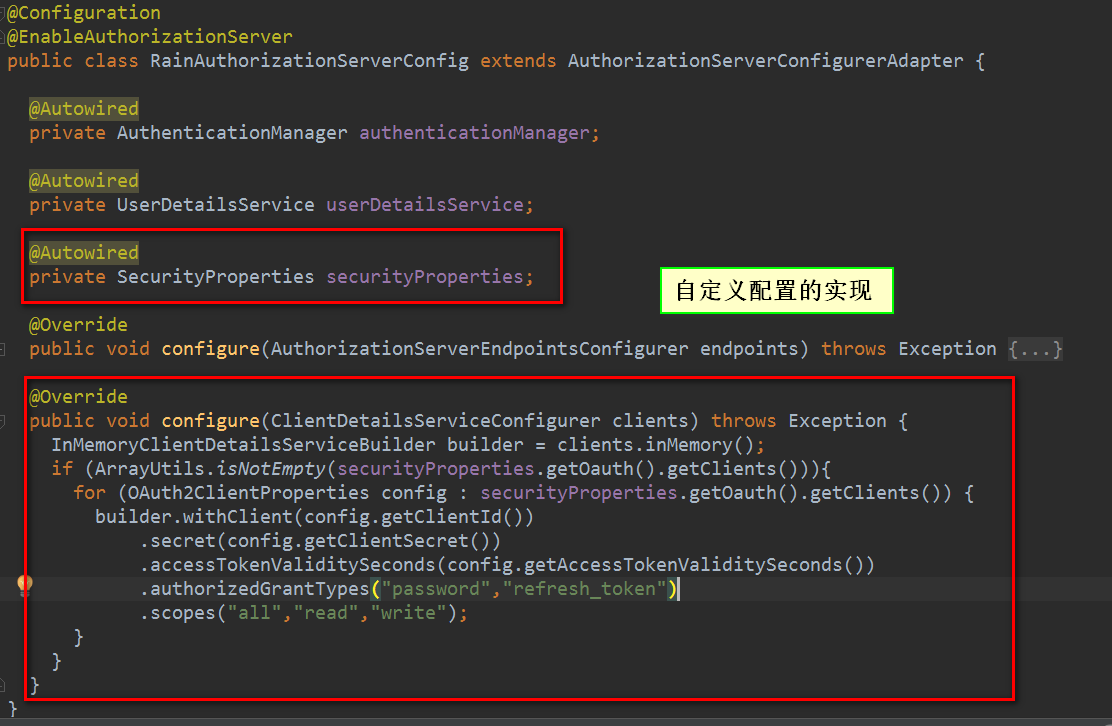 @Configuration
@EnableAuthorizationServer
public class RainAuthorizationServerConfig extends AuthorizationServerConfigurerAdapter {
@Autowired
private AuthenticationManager authenticationManager;
@Autowired
private UserDetailsService userDetailsService;
@Autowired
private SecurityProperties securityProperties;
自定义配置的实现
@Override
public void configure(AuthorizationServerEndpointsConfigurer endpoints) throws Exception {...}
@Override
public void configure(ClientDetailsServiceConfigurer clients) throws Exception {
InMemoryClientDetailsServiceBuilder builder = clients.inMemory();
if (ArrayUtils.isNotEmpty(securityProperties.getOauth().getClients())){
for (OAuth2ClientProperties config : securityProperties.getOauth().getClients()) {
builder.withClient(config.getClientId())
.secret(config.getClientSecret())
.accessTokenValiditySeconds(config.getAccessTokenValiditySeconds())
.authorizedGrantTypes("password","refresh_token")
.scopes("all","read","write");
}
}
}
}